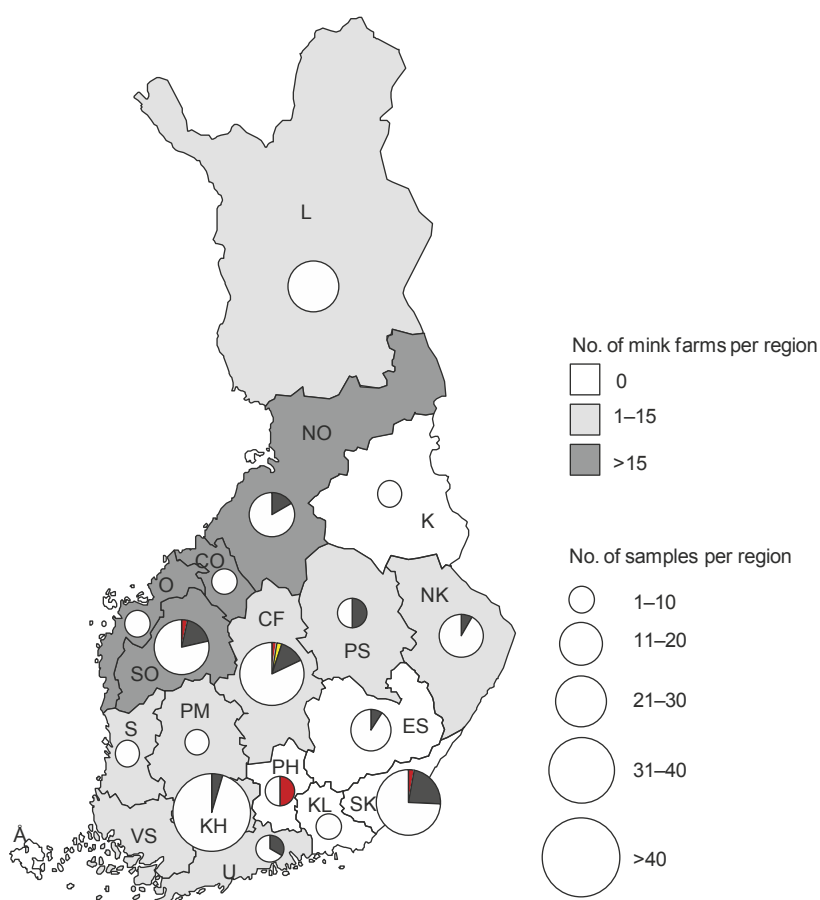 L
No. of mink farms per region
0
1–15
>15
NO
K
No. of samples per region
CO
O
NK
CF
1–10
11–20
PS
SO
21–30
PM
S
ES
PH
31–40
KL
SK
KH
VS
Å
U
>40